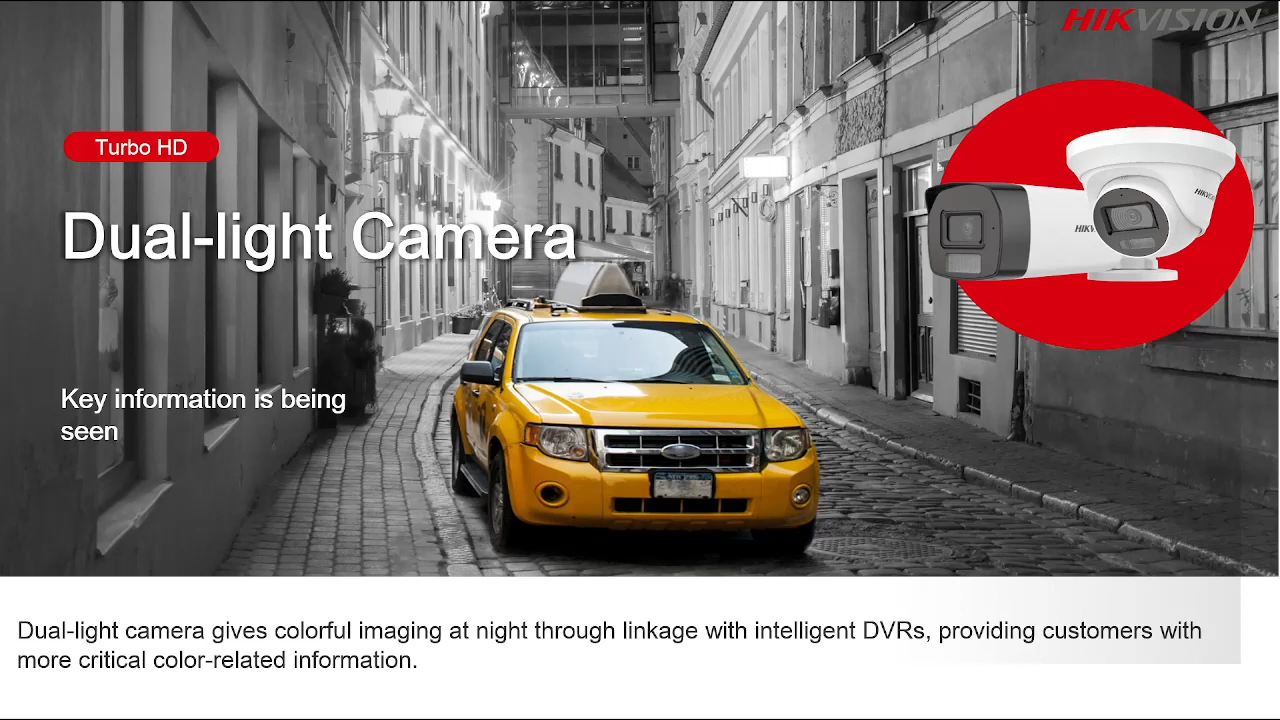 HIKVISION
Turbo HD
Dual-light Camera
Key information is being
seen
Dual-light camera gives colorful imaging at night through linkage with intelligent DVRs, providing customers with
more critical color-related information.